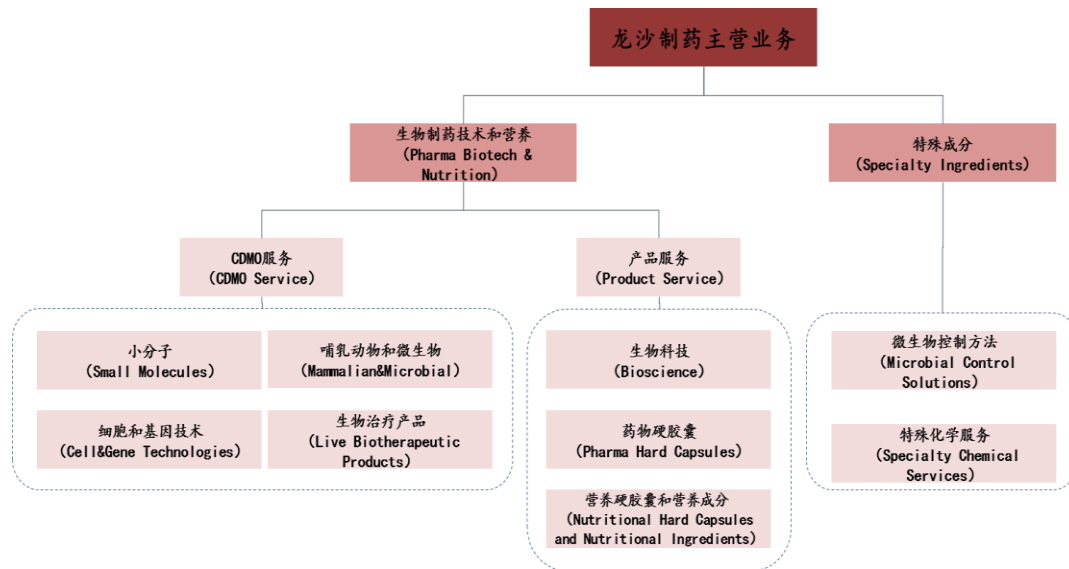 龙沙制药主营业务
生物制药技术和营养
(Pharma Biotech &
Nutrition)
特殊成分
(Specialty Ingredients)
CDMO服务
(CDMO Service)
产品服务
(Product Service)
小分子
(Small Molecules)
哺乳动物和微生物
(Mammalian&Microbial)
细胞和基因技术
(Cell&Gene Technologies)
生物治疗产品
(Live Biotherapeutic
Products)
生物科技
(Bioscience)
药物硬胶囊
(Pharma Hard Capsules)
营养硬胶囊和营养成分
(Nutritional Hard Capsules
and Nutritional Ingredients)
微生物控制方法
(Microbial Control
Solutions)
特殊化学服务
(Specialty Chemical
Services)